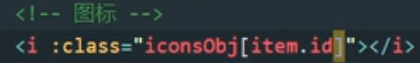 <!-- 图标 -->
<i :class="iconsObj[item.id]"></i>